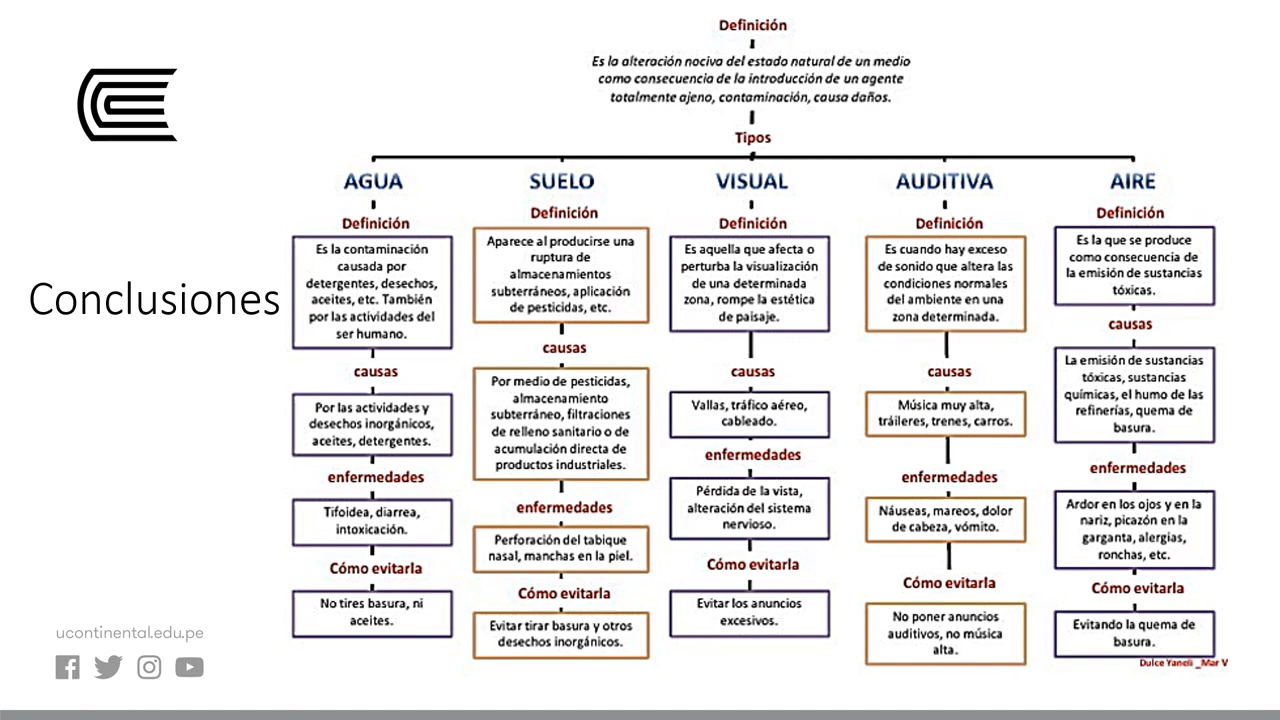 Conclusiones
Definición
Es la alteración nociva del estado natural de un medio
como consecuencia de la introducción de un agente
totalmente ajeno, contaminación, causa daños.
Tipos
AGUA
Definición
Es la contaminación
causada por
detergentes, desechos,
aceites, etc. También
por las actividades del
ser humano.
causas
Por las actividades y
desechos inorgánicos,
aceites, detergentes.
enfermedades
Tifoidea, diarrea,
intoxicación.
Cómo evitarla
No tires basura, ni
aceites.
SUELO
Definición
Aparece al producirse una
ruptura de
almacenamientos
subterráneos, aplicación
de pesticidas, etc.
causas
Por medio de pesticidas,
almacenamiento
subterráneo, filtraciones
de relleno sanitario o de
acumulación directa de
productos industriales.
enfermedades
Perforación del tabique
nasal, manchas en la piel.
Cómo evitarla
Evitar tirar basura y otros
desechos inorgánicos.
VISUAL
Definición
Es aquella que afecta o
perturba la visualización
de una determinada
zona, rompe la estética
de paisaje.
causas
Vallas, tráfico aéreo,
cableado.
enfermedades
Pérdida de la vista,
alteración del sistema
nervioso.
Cómo evitarla
Evitar los anuncios
excesivos.
AUDITIVA
Definición
Es cuando hay exceso
de sonido que altera las
condiciones normales
del ambiente en una
zona determinada.
causas
Música muy alta,
tráileres, trenes, carros.
enfermedades
Náuseas, mareos, dolor
de cabeza, vómito.
Cómo evitarla
No poner anuncios
auditivos, no música
alta.
AIRE
Definición
Es la que se produce
como consecuencia de
la emisión de sustancias
tóxicas.
causas
La emisión de sustancias
tóxicas, sustancias
químicas, el humo de las
refinerías, quema de
basura.
enfermedades
Ardor en los ojos y en la
nariz, picazón en la
garganta, alergias,
ronchas, etc.
Cómo evitarla
Evitando la quema de
basura.
Dulce Yaneli _Mar V
ucontinental.edu.pe